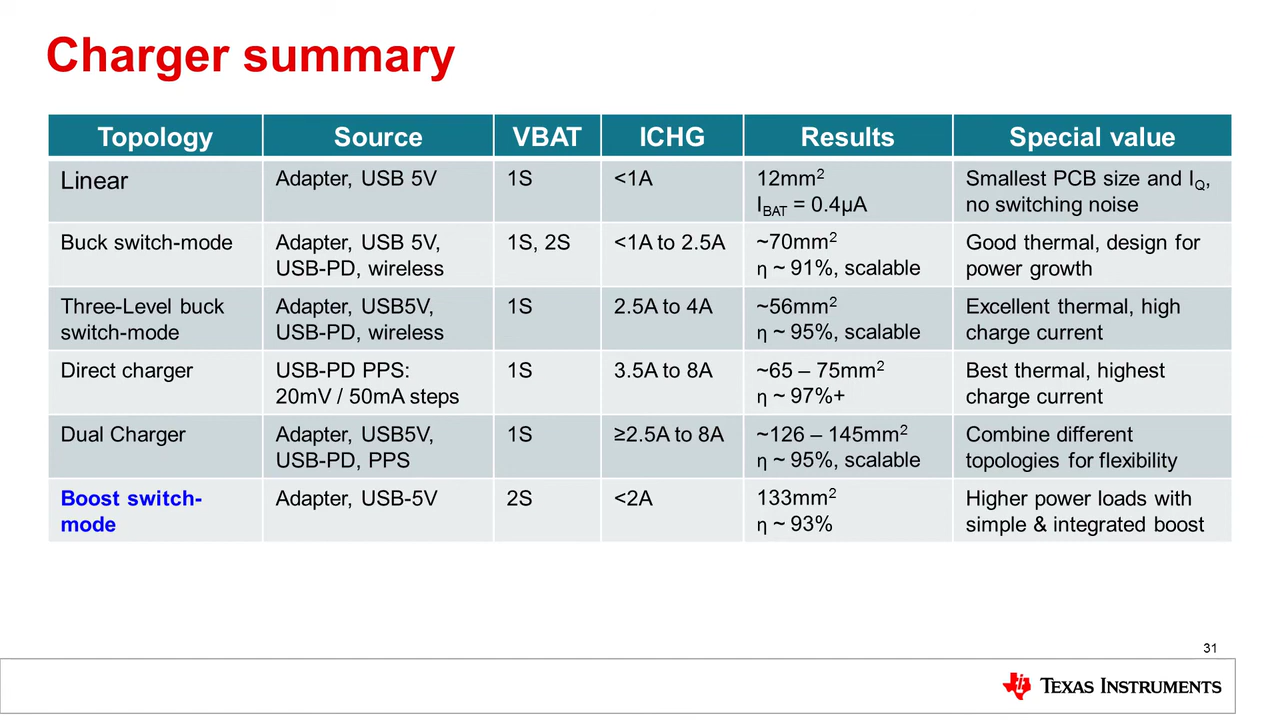 Charger summary
Topology Source VBAT ICHG Results Special value
Linear Adapter, USB 5V 1S <1A 12mm2 Smallest PCB size and IQ,
IBAT = 0.4µA no switching noise
Buck switch-mode Adapter, USB 5V, 1S, 2S <1A to 2.5A ~70mm2 Good thermal, design for
USB-PD, wireless η ~ 91%, scalable power growth
Three-Level buck Adapter, USB5V, 1S 2.5A to 4A ~56mm2 Excellent thermal, high
switch-mode USB-PD, wireless η ~ 95%, scalable charge current
Direct charger USB-PD PPS: 1S 3.5A to 8A ~65 – 75mm2 Best thermal, highest
20mV / 50mA steps η ~ 97%+ charge current
Dual Charger Adapter, USB5V, 1S ≥2.5A to 8A ~126 – 145mm2 Combine different
USB-PD, PPS η ~ 95%, scalable topologies for flexibility
Boost switch- Adapter, USB-5V 2S <2A 133mm2 Higher power loads with
mode η ~ 93% simple & integrated boost
31
TEXAS INSTRUMENTS